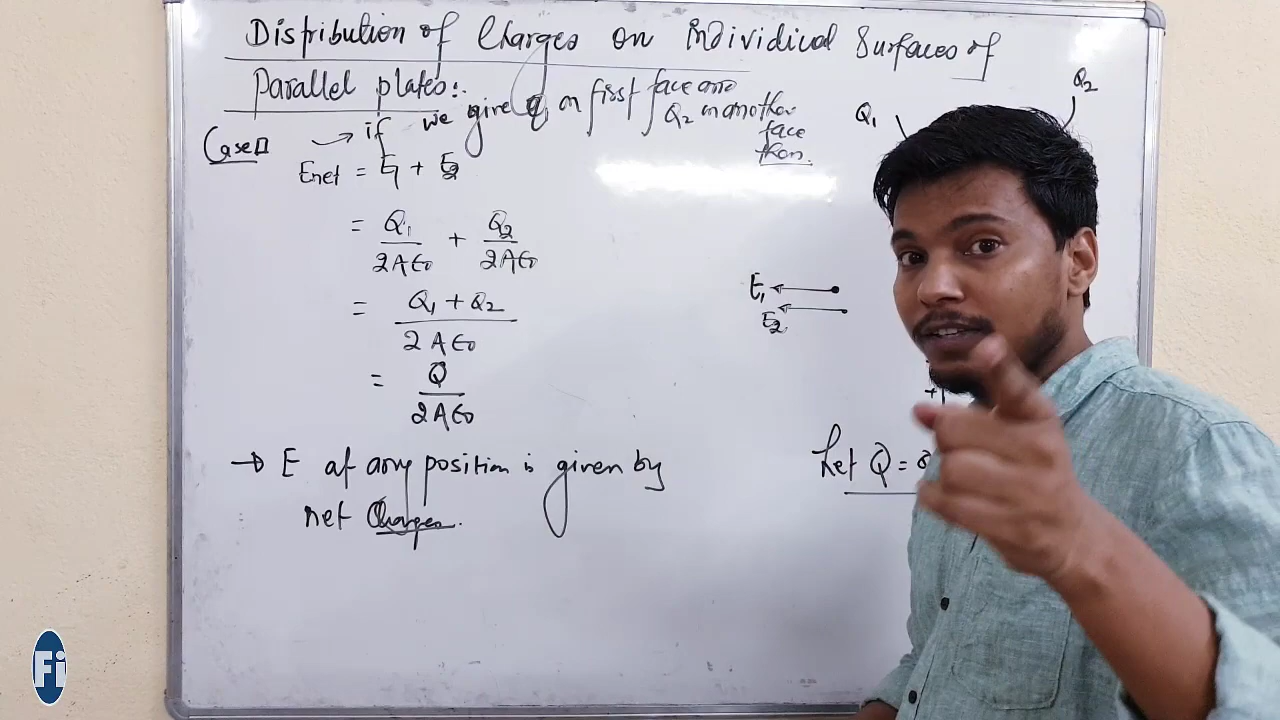 Distribution of Charges on individual Surfaces of
Parallel plates:.
Case II → if we give Q1 on first face and
Q2 on another
face
then.
Q1
Q2
Enet = E1 + E2
= Q1/2Aϵ0 + Q2/2Aϵ0
= Q1 + Q2/2Aϵ0
= Q/2Aϵ0
E1
E2
→ E at any position is given by
net Charges.
Let Q =
Fi